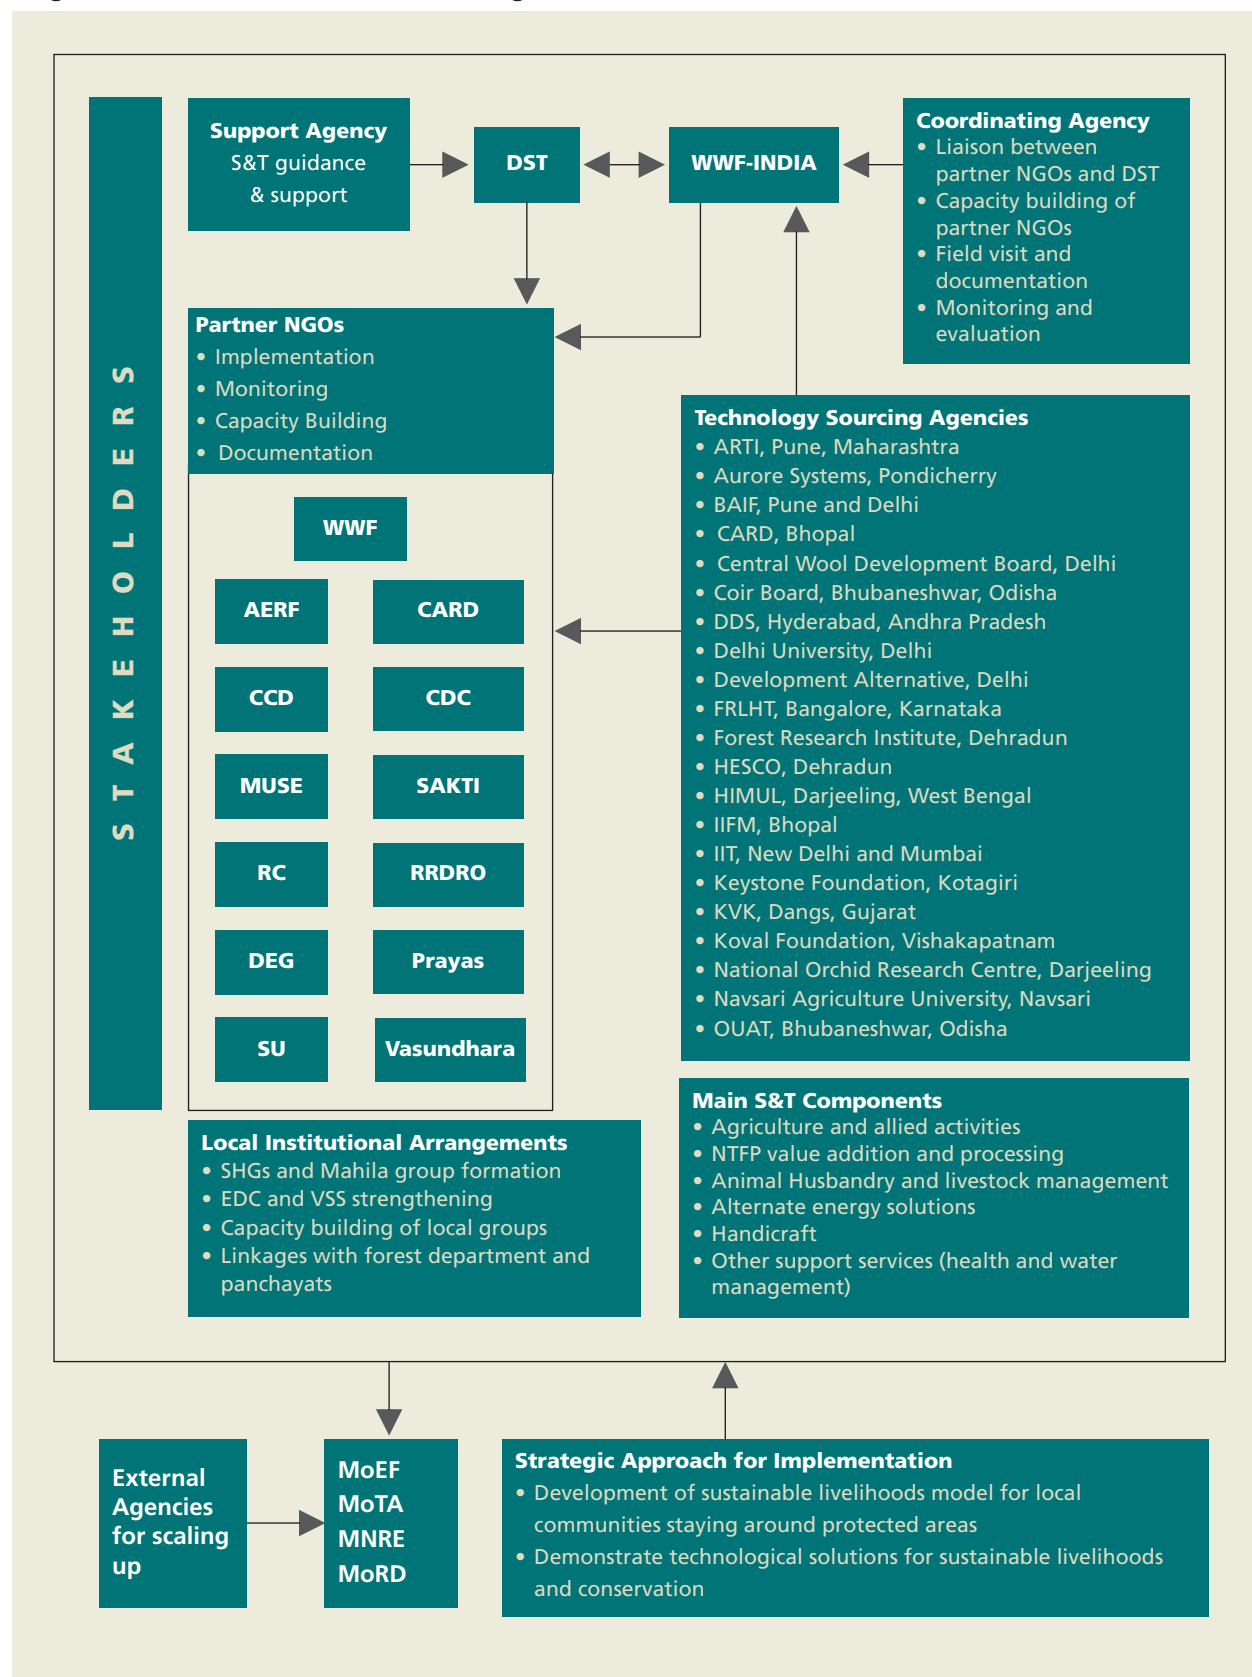 STAKEHOLDERS
Support Agency
S&T guidance
& support
DST
WWF-INDIA
Coordinating Agency
• Liaison between
partner NGOs and DST
• Capacity building of
partner NGOs
• Field visit and
documentation
• Monitoring and
evaluation
Partner NGOs
• Implementation
• Monitoring
• Capacity Building
• Documentation
WWF
AERF
CARD
CCD
CDC
MUSE
SAKTI
RC
RRDRO
DEG
Prayas
SU
Vasundhara
Technology Sourcing Agencies
• ARTI, Pune, Maharashtra
• Aurore Systems, Pondicherry
• BAIF, Pune and Delhi
• CARD, Bhopal
• Central Wool Development Board, Delhi
• Coir Board, Bhubaneshwar, Odisha
• DDS, Hyderabad, Andhra Pradesh
• Delhi University, Delhi
• Development Alternative, Delhi
• FRLHT, Bangalore, Karnataka
• Forest Research Institute, Dehradun
• HESCO, Dehradun
• HIMUL, Darjeeling, West Bengal
• IIFM, Bhopal
• IIT, New Delhi and Mumbai
• Keystone Foundation, Kotagiri
• KVK, Dangs, Gujarat
• Koval Foundation, Vishakapatnam
• National Orchid Research Centre, Darjeeling
• Navsari Agriculture University, Navsari
• OUAT, Bhubaneshwar, Odisha
Local Institutional Arrangements
• SHGs and Mahila group formation
• EDC and VSS strengthening
• Capacity building of local groups
• Linkages with forest department and
panchayats
Main S&T Components
• Agriculture and allied activities
• NTFP value addition and processing
• Animal Husbandry and livestock management
• Alternate energy solutions
• Handicraft
• Other support services (health and water
management)
External
Agencies
for scaling
up
MoEF
MoTA
MNRE
MoRD
Strategic Approach for Implementation
• Development of sustainable livelihoods model for local
communities staying around protected areas
• Demonstrate technological solutions for sustainable livelihoods
and conservation